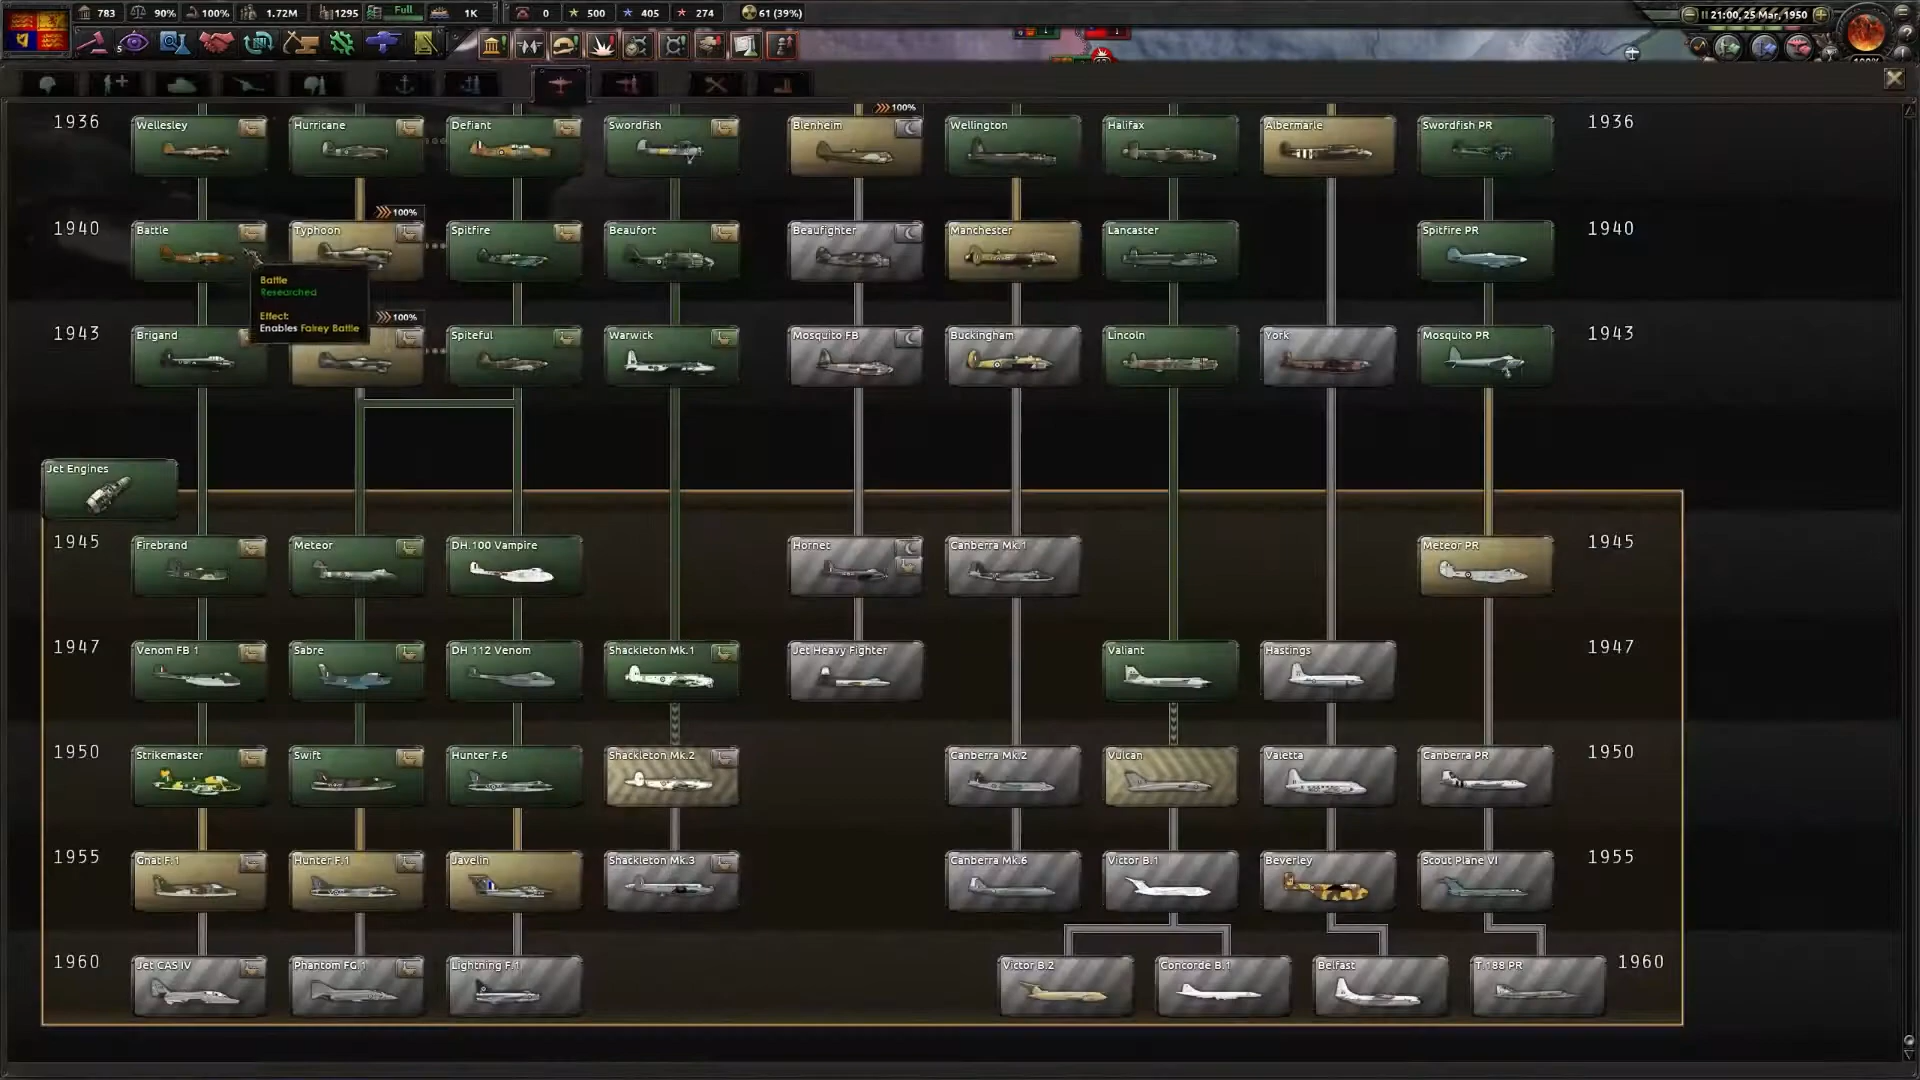 783 90% 100% 1.72M 1295 Full 1K 0 500 405 274 61 (39%) 21:00, 25 Mar, 1950
5
100%
1936 Wellesley Hurricane Defiant Swordfish Blenheim Wellington Halifax Albermarle Swordfish PR 1936
100%
1940 Battle Typhoon Spitfire Beaufort Beaufighter Manchester Lancaster Spitfire PR 1940
Battle
Researched
Effect:
Enables Fairey Battle
100%
1943 Brigand Spiteful Warwick Mosquito FB Buckingham Lincoln York Mosquito PR 1943
Jet Engines
1945 Firebrand Meteor DH.100 Vampire Hornet Canberra Mk.1 Meteor PR 1945
1947 Venom FB 1 Sabre DH 112 Venom Shackleton Mk.1 Jet Heavy Fighter Valiant Hastings 1947
1950 Strikemaster Swift Hunter F.6 Shackleton Mk.2 Canberra Mk.2 Vulcan Valetta Canberra PR 1950
1955 Gnat F.1 Hunter F.1 Javelin Shackleton Mk.3 Canberra Mk.6 Victor B.1 Beverley Scout Plane VI 1955
1960 Jet CAS IV Phantom FG.1 Lightning F.1 Victor B.2 Concorde B.1 Belfast T.188 PR 1960